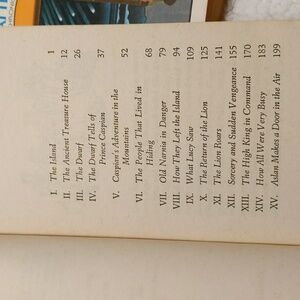 I. The Island 1
II. The Ancient Treasure House 12
III. The Dwarf 26
IV. The Dwarf Tells of
Prince Caspian 37
V. Caspian's Adventure in the
Mountains 52
VI. The People That Lived in
Hiding 68
VII. Old Narnia in Danger 79
VIII. How They Left the Island 94
IX. What Lucy Saw 109
X. The Return of the Lion 125
XI. The Lion Roars 141
XII. Sorcery and Sudden Vengeance 155
XIII. The High King in Command 170
XIV. How All Were Very Busy 183
XV. Aslan Makes a Door in the Air 199